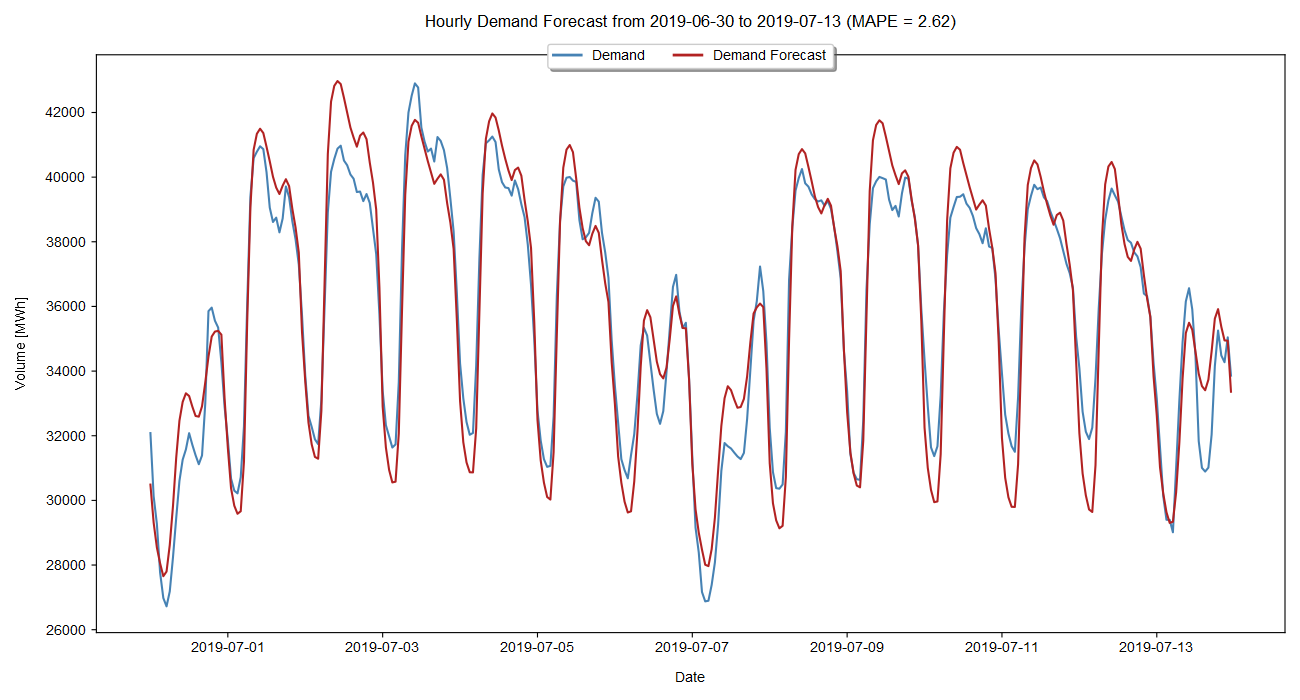 Hourly Demand Forecast from 2019-06-30 to 2019-07-13 (MAPE = 2.62)
Demand Demand Forecast
Volume [MWh]
42000
40000
38000
36000
34000
32000
30000
28000
26000
2019-07-01 2019-07-03 2019-07-05 2019-07-07 2019-07-09 2019-07-11 2019-07-13
Date